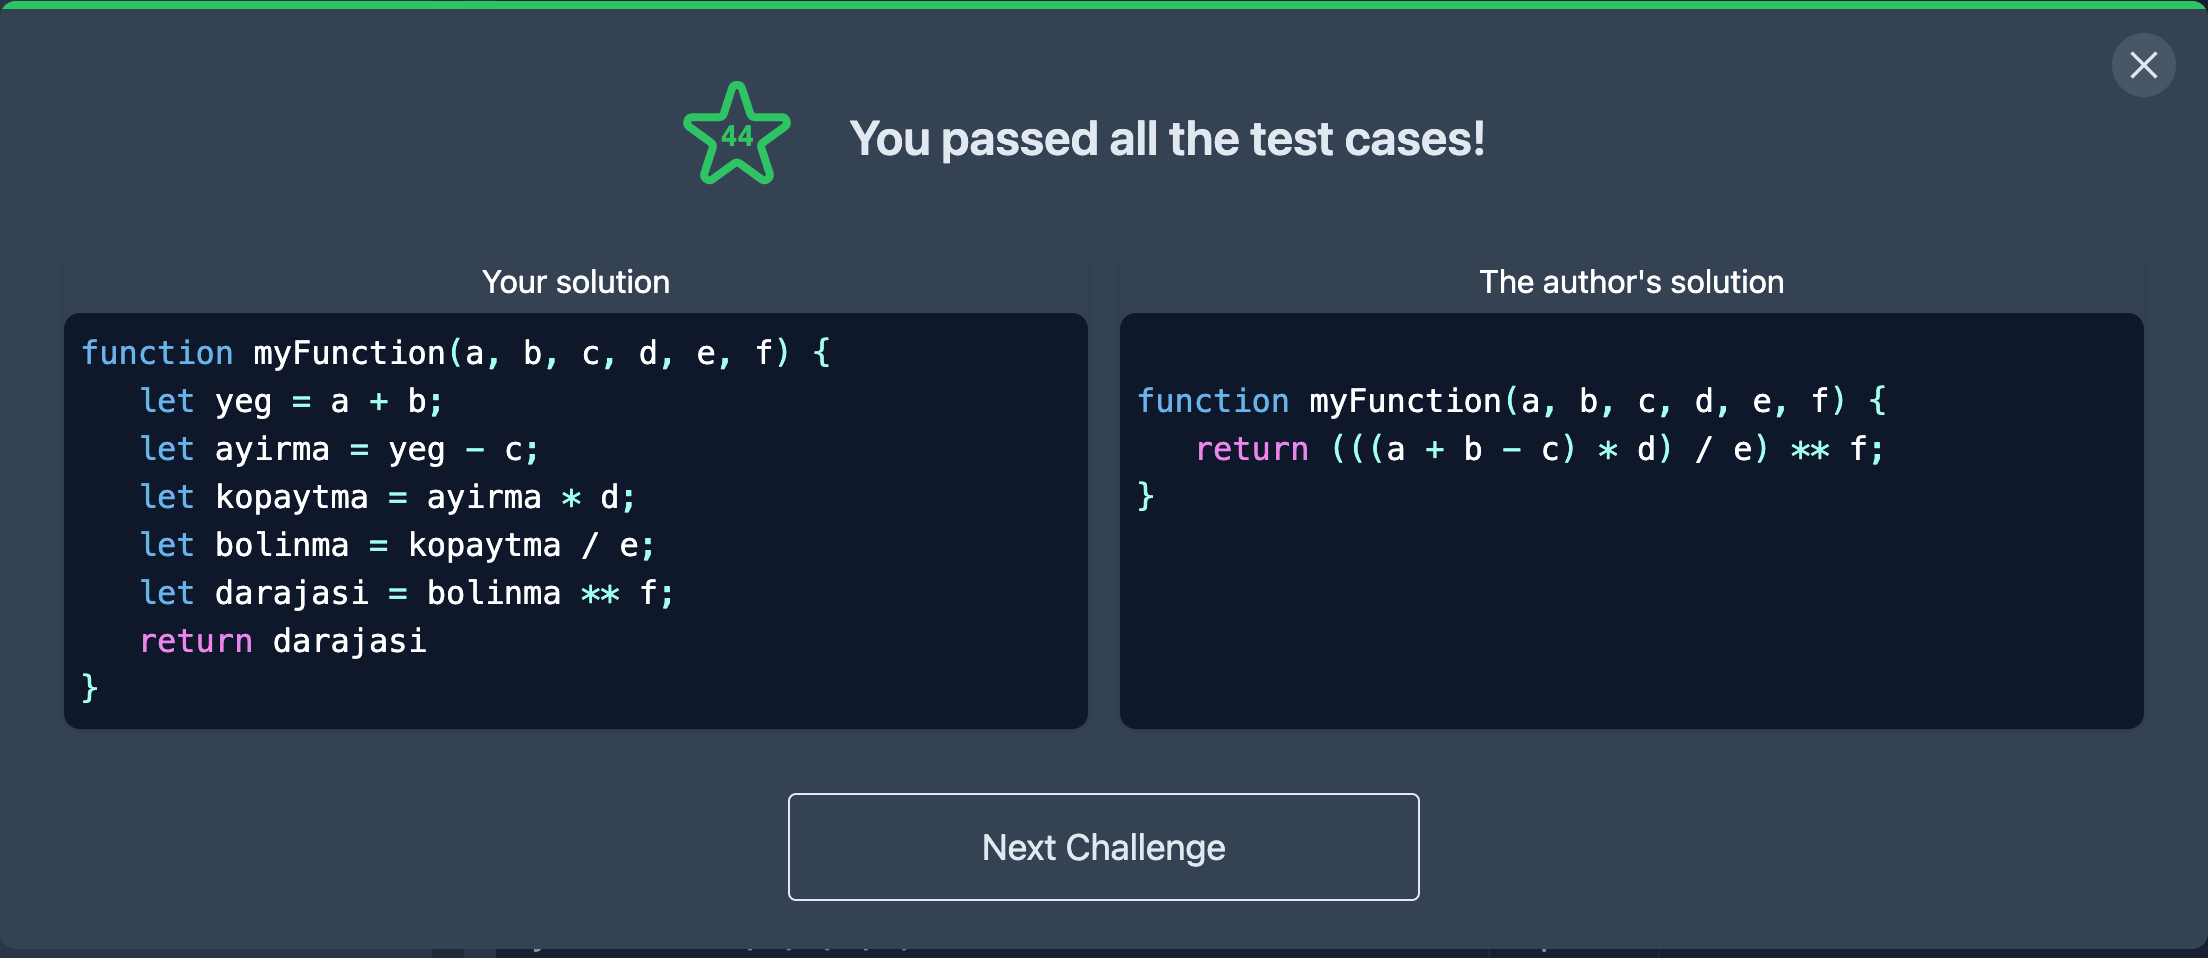 44
You passed all the test cases!
Your solution
function myFunction(a, b, c, d, e, f) {
   let yeg = a + b;
   let ayirma = yeg - c;
   let kopaytma = ayirma * d;
   let bolinma = kopaytma / e;
   let darajasi = bolinma ** f;
   return darajasi
}
The author's solution
function myFunction(a, b, c, d, e, f) {
   return (((a + b - c) * d) / e) ** f;
}
Next Challenge